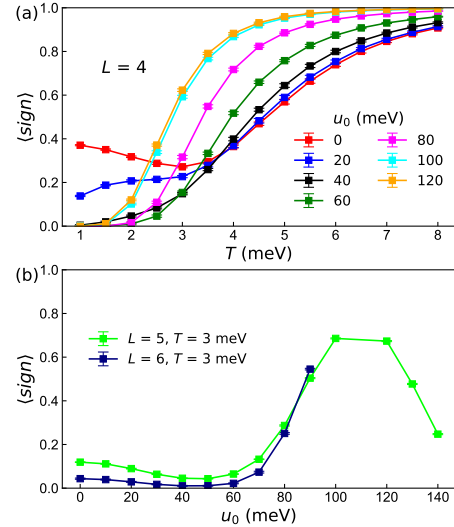 (a)
1.0
0.8
0.6
0.4
0.2
0.0
⟨sign⟩
L = 4
u₀ (meV)
0
20
40
60
80
100
120
1 2 3 4 5 6 7 8
T (meV)
(b)
1.0
0.8
0.6
0.4
0.2
0.0
⟨sign⟩
L = 5, T = 3 meV
L = 6, T = 3 meV
0 20 40 60 80 100 120 140
u₀ (meV)